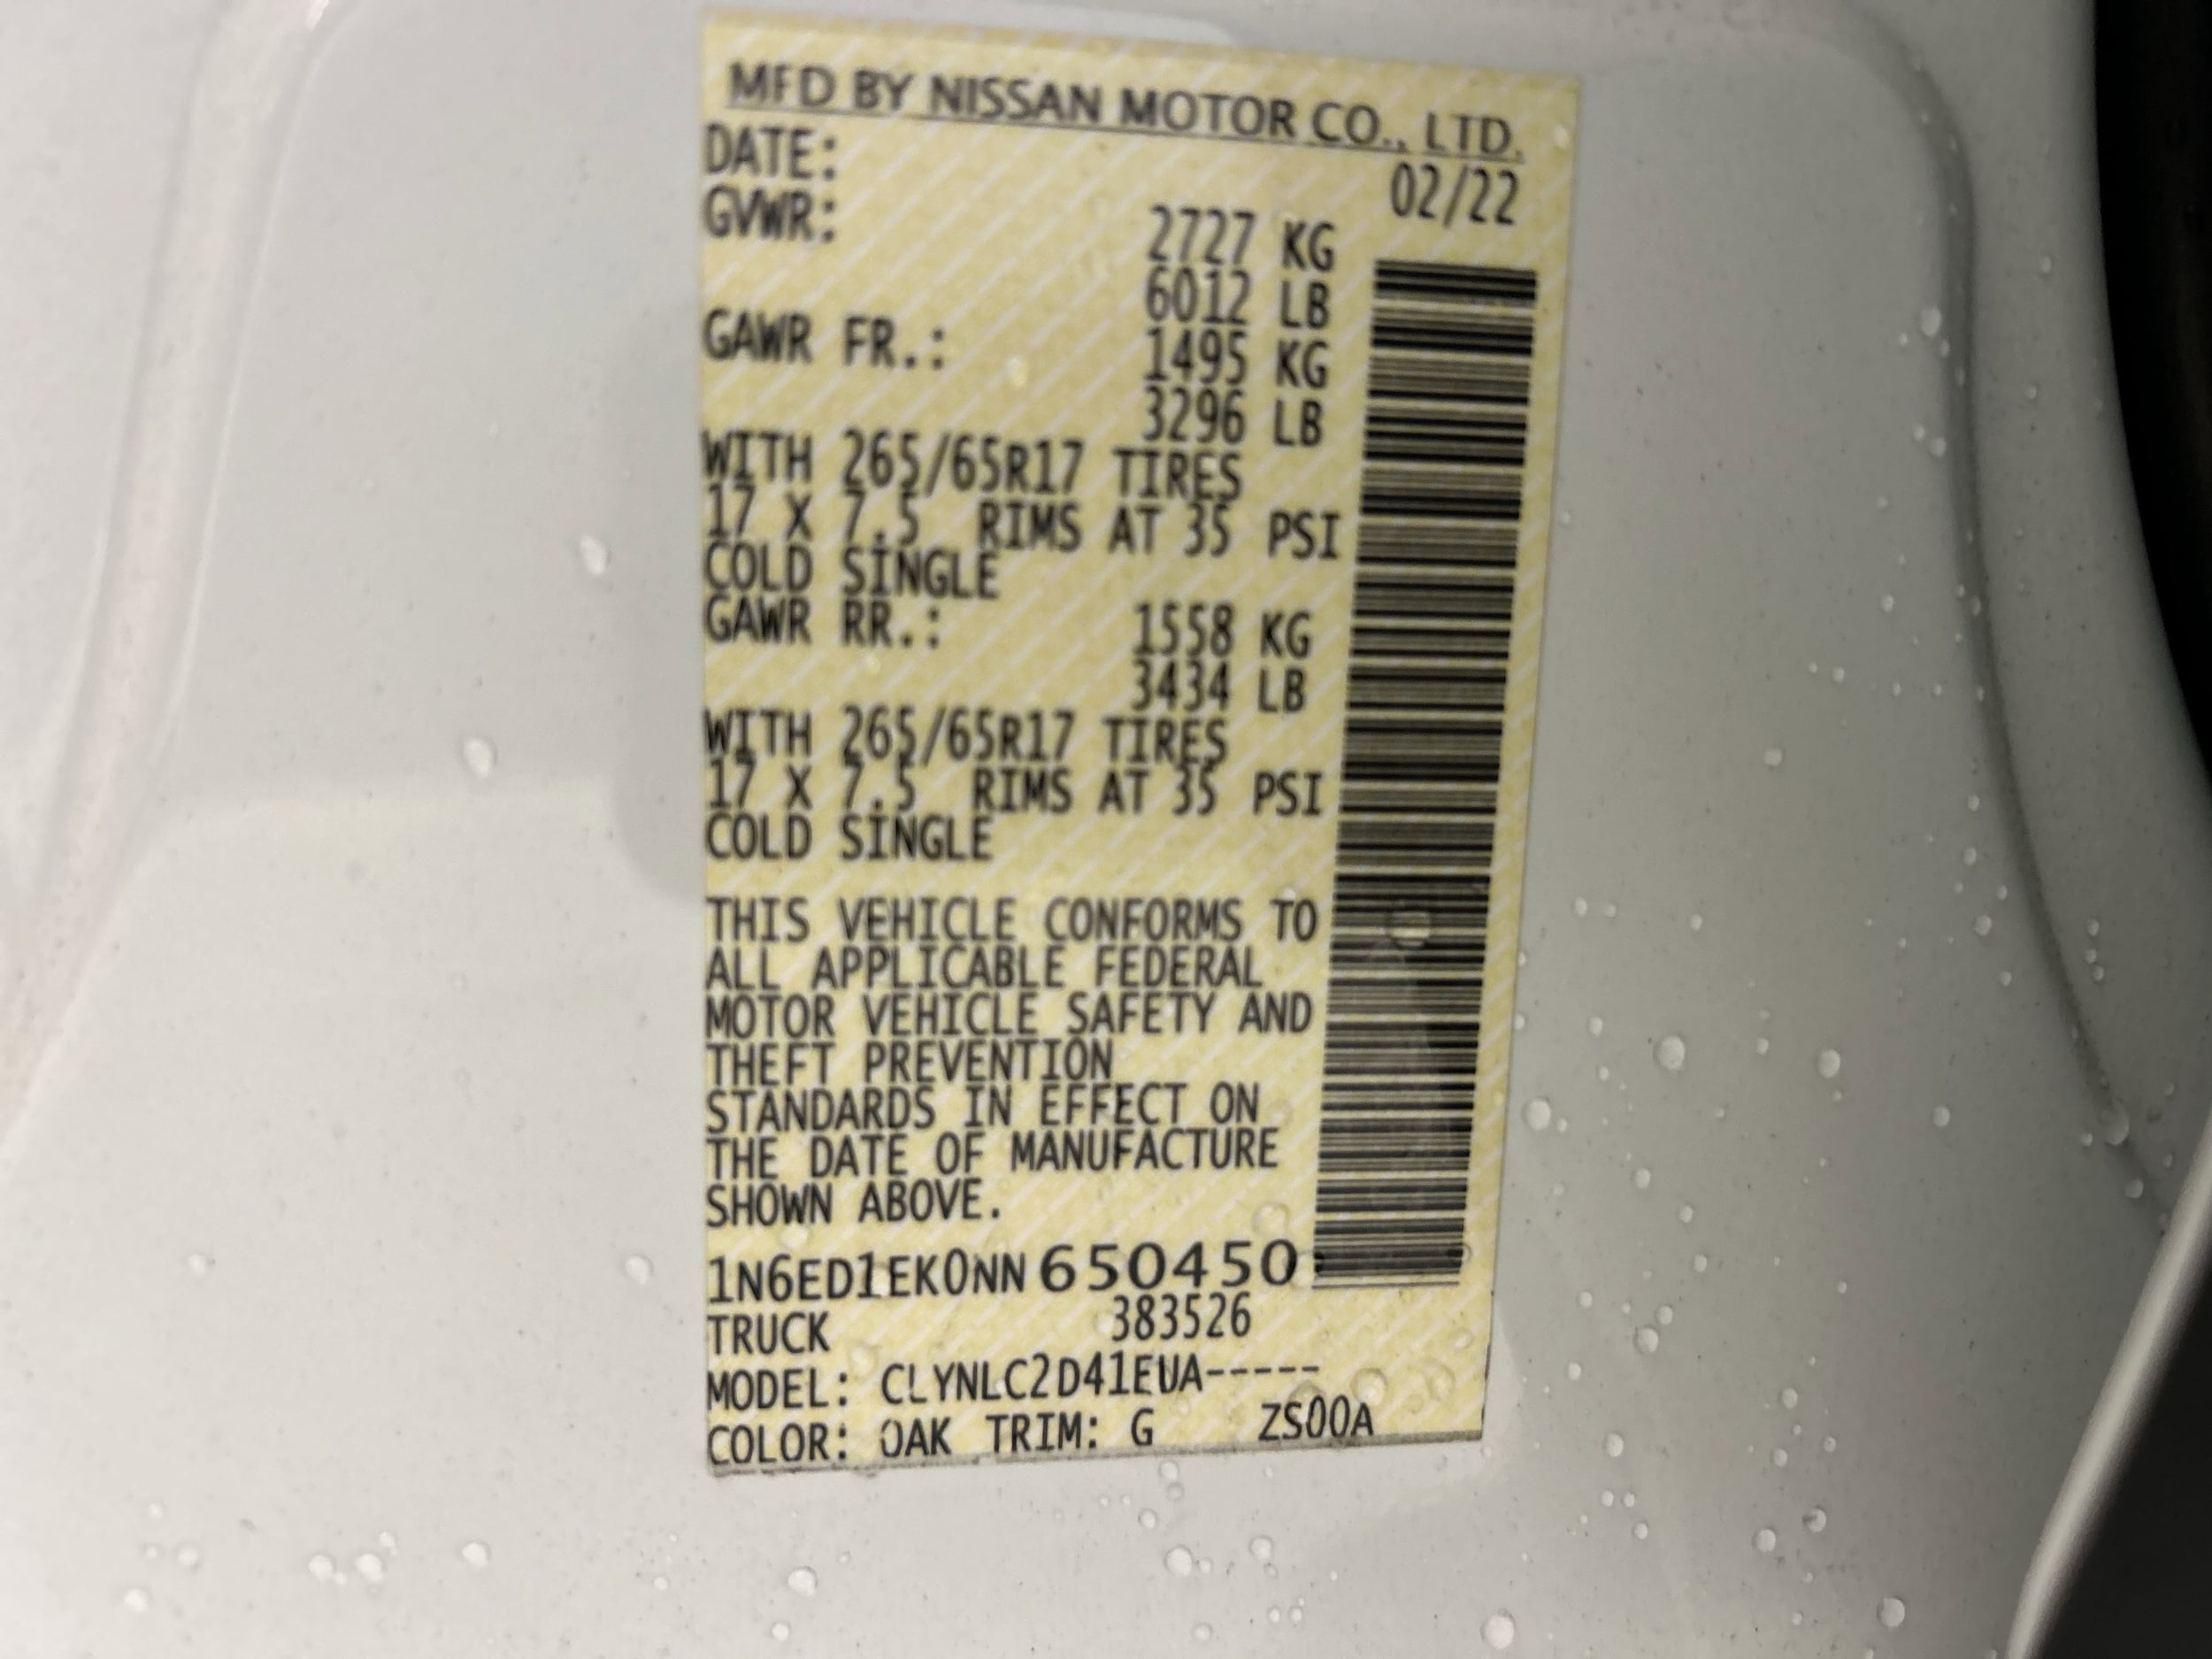 MFD BY NISSAN MOTOR CO., LTD.
DATE: 02/22
GVWR: 2727 KG
6012 LB
GAWR FR.: 1495 KG
3296 LB
WITH 265/65R17 TIRES
17 X 7.5 RIMS AT 35 PSI
COLD SINGLE
GAWR RR.: 1558 KG
3434 LB
WITH 265/65R17 TIRES
17 X 7.5 RIMS AT 35 PSI
COLD SINGLE
THIS VEHICLE CONFORMS TO
ALL APPLICABLE FEDERAL
MOTOR VEHICLE SAFETY AND
THEFT PREVENTION
STANDARDS IN EFFECT ON
THE DATE OF MANUFACTURE
SHOWN ABOVE.
1N6ED1EK0NN650450
TRUCK 383526
MODEL: CLYNLC2D41EUA-----
COLOR: QAK TRIM: G ZS00A